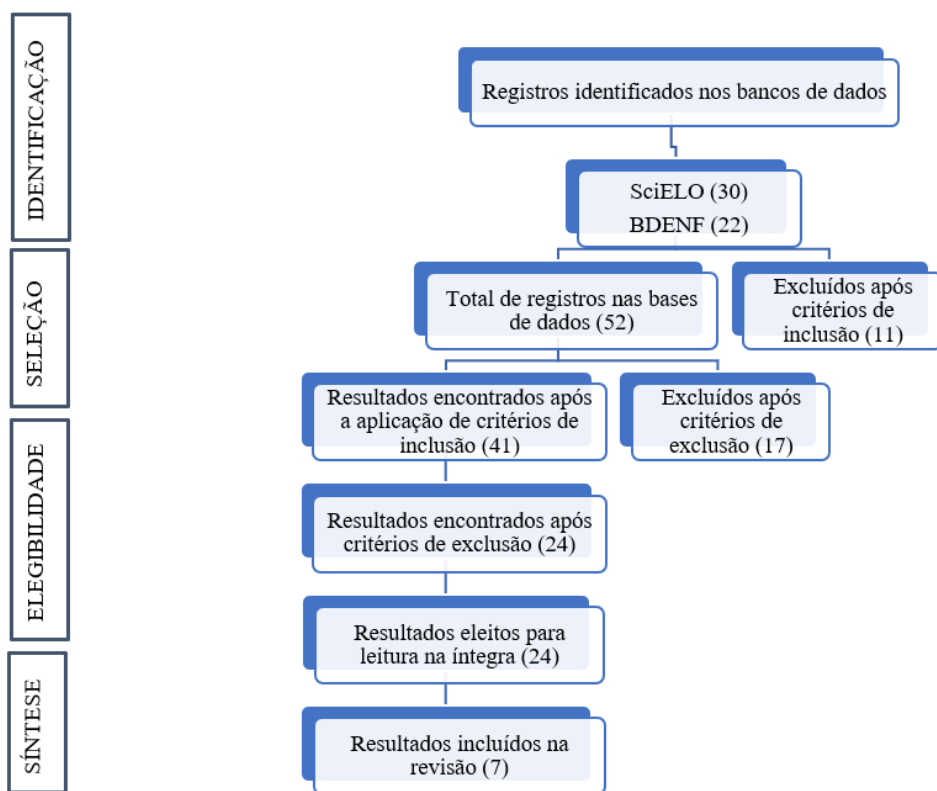 IDENTIFICAÇÃO
Registros identificados nos bancos de dados
SciELO (30)
BDENF (22)
SELEÇÃO
Total de registros nas bases
de dados (52)
Excluídos após
critérios de
inclusão (11)
Resultados encontrados após
a aplicação de critérios de
inclusão (41)
Excluídos após
critérios de
exclusão (17)
ELEGIBILIDADE
Resultados encontrados após
critérios de exclusão (24)
Resultados eleitos para
leitura na íntegra (24)
SÍNTESE
Resultados incluídos na
revisão (7)